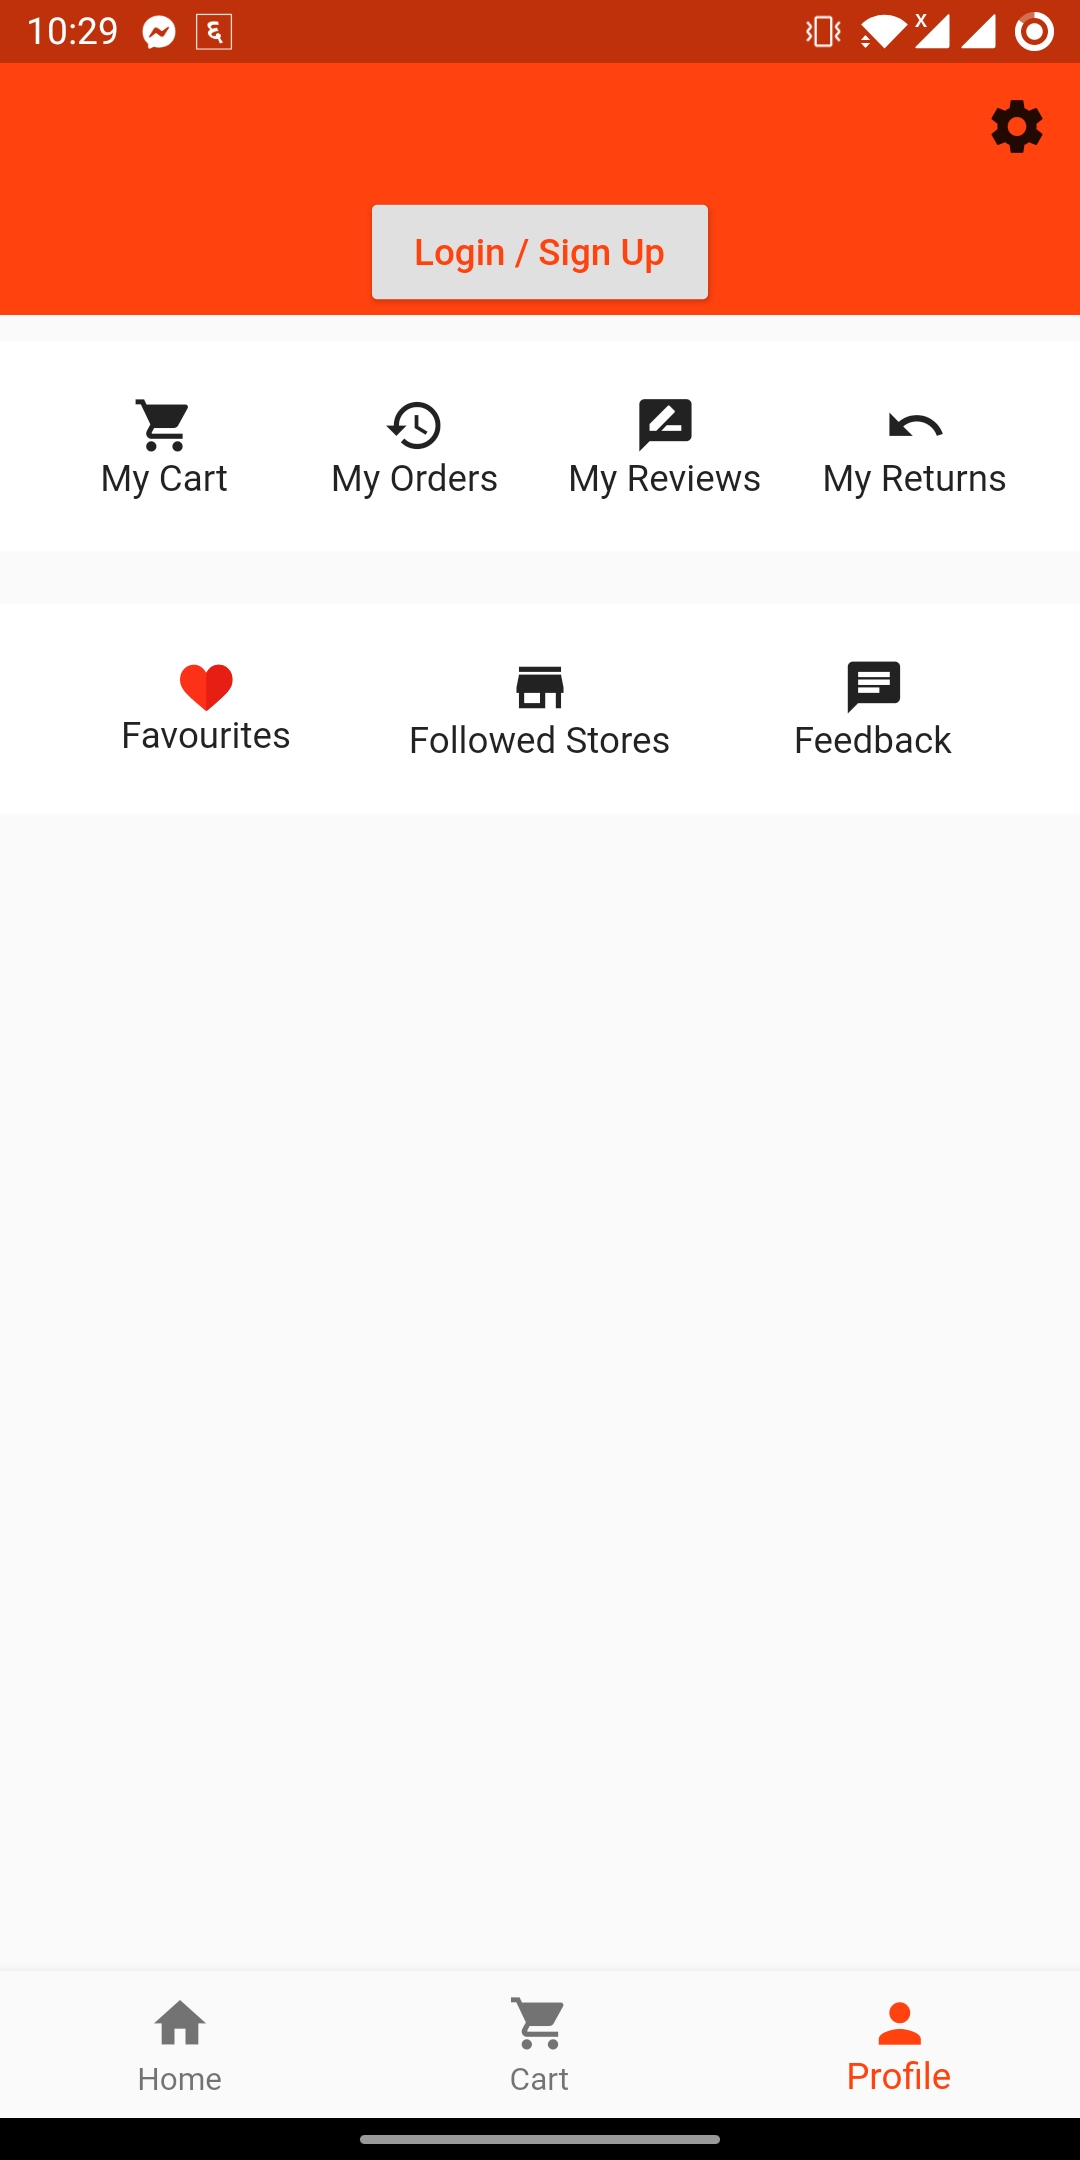 10:29 ६
Login / Sign Up
My Cart My Orders My Reviews My Returns
Favourites Followed Stores Feedback
Home Cart Profile